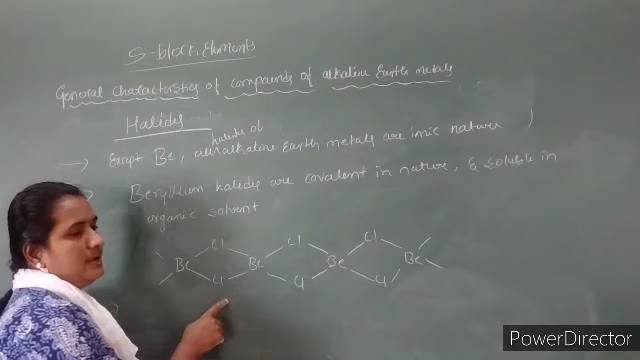 S-block Elements
General characteristics of compounds of alkaline Earth metals
Halides :
halides of
→ Except Be, all alkaline Earth metals are ionic nature )
Beryllium halides are covalent in nature, & soluble in
organic solvent
Cl Cl Cl
Be Be Be Be
Cl Cl Cl
PowerDirector